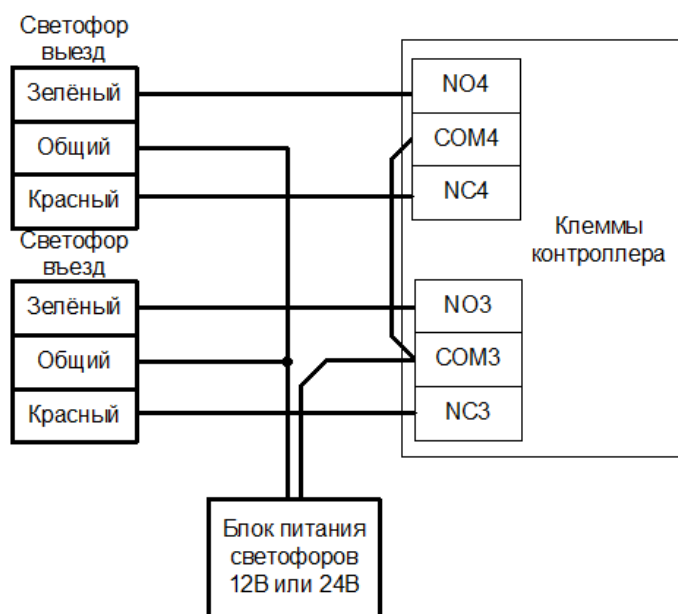 Светофор
выезд
Зелёный
Общий
Красный
NO4
COM4
NC4
Клеммы
контроллера
Светофор
въезд
Зелёный
Общий
Красный
NO3
COM3
NC3
Блок питания
светофоров
12В или 24В